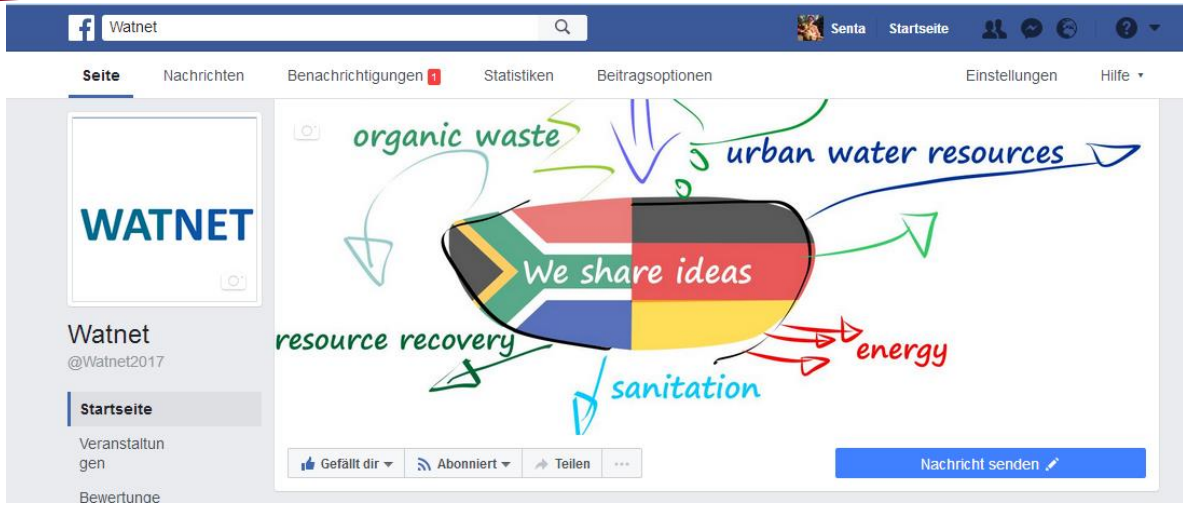 Watnet
Senta Startseite
Seite Nachrichten Benachrichtigungen 1 Statistiken Beitragsoptionen Einstellungen Hilfe
organic waste
urban water resources
WATNET
We share ideas
resource recovery
energy
sanitation
Watnet
@Watnet2017
Startseite
Veranstaltun
gen
Bewertunge
Gefällt dir Abonniert Teilen ...
Nachricht senden